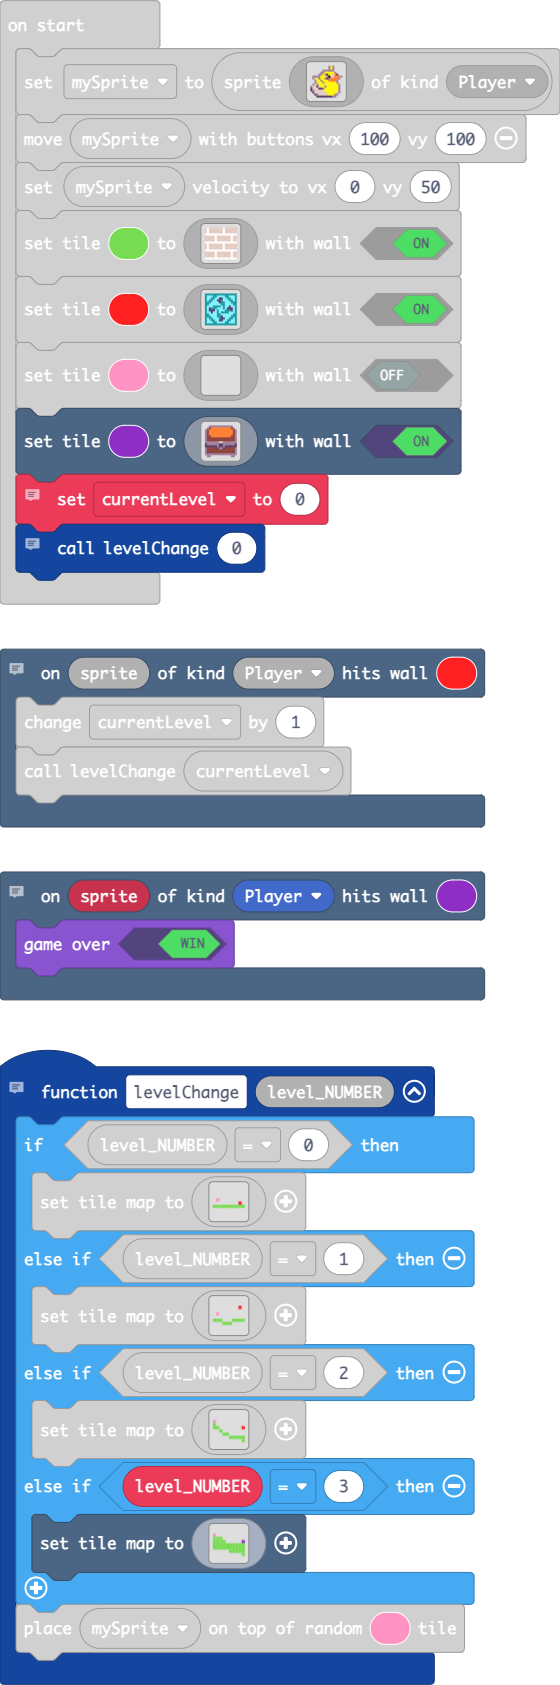 on start
set mySprite to sprite of kind Player
move mySprite with buttons vx 100 vy 100
set mySprite velocity to vx 0 vy 50
set tile to with wall ON
set tile to with wall ON
set tile to with wall OFF
set tile to with wall ON
set currentLevel to 0
call levelChange 0
on sprite of kind Player hits wall
change currentLevel by 1
call levelChange currentLevel
on sprite of kind Player hits wall
game over WIN
function levelChange level_NUMBER
if level_NUMBER = 0 then
set tile map to
else if level_NUMBER = 1 then
set tile map to
else if level_NUMBER = 2 then
set tile map to
else if level_NUMBER = 3 then
set tile map to
place mySprite on top of random tile